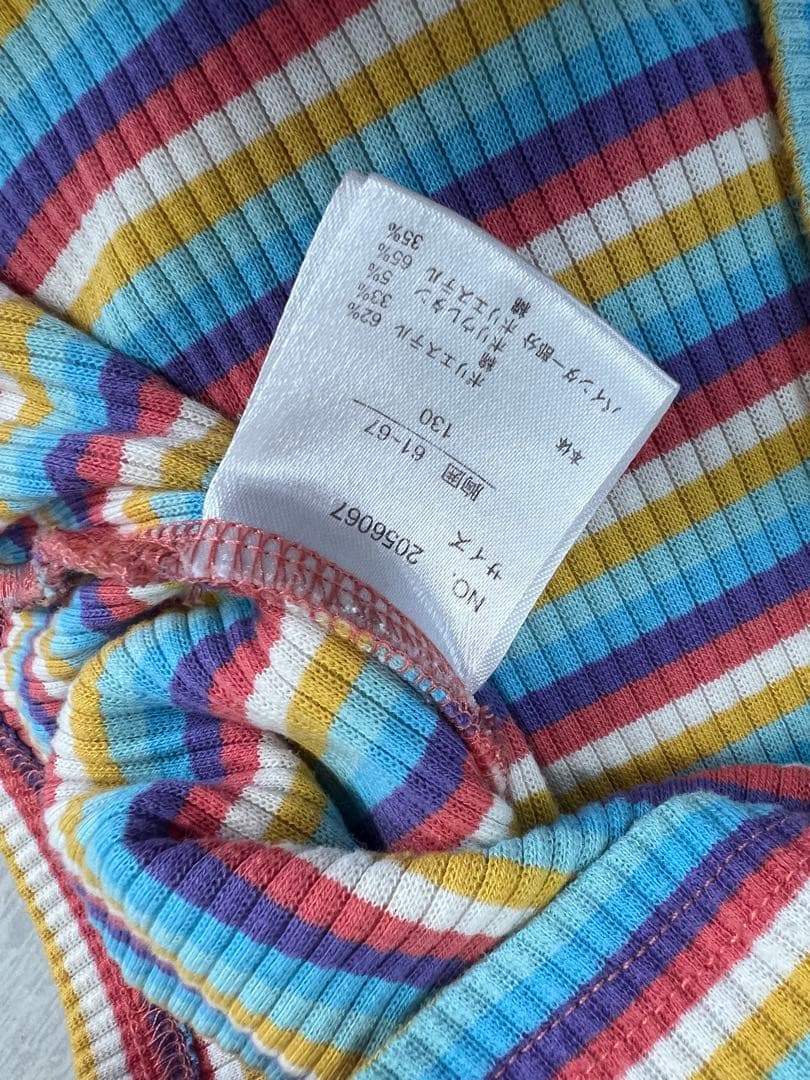 NO. 2056067
サイズ
胸囲 61-67
130
本体
ポリエステル 62%
綿 33%
ポリウレタン 5%
バインダー部分 ポリエステル 65%
綿 35%